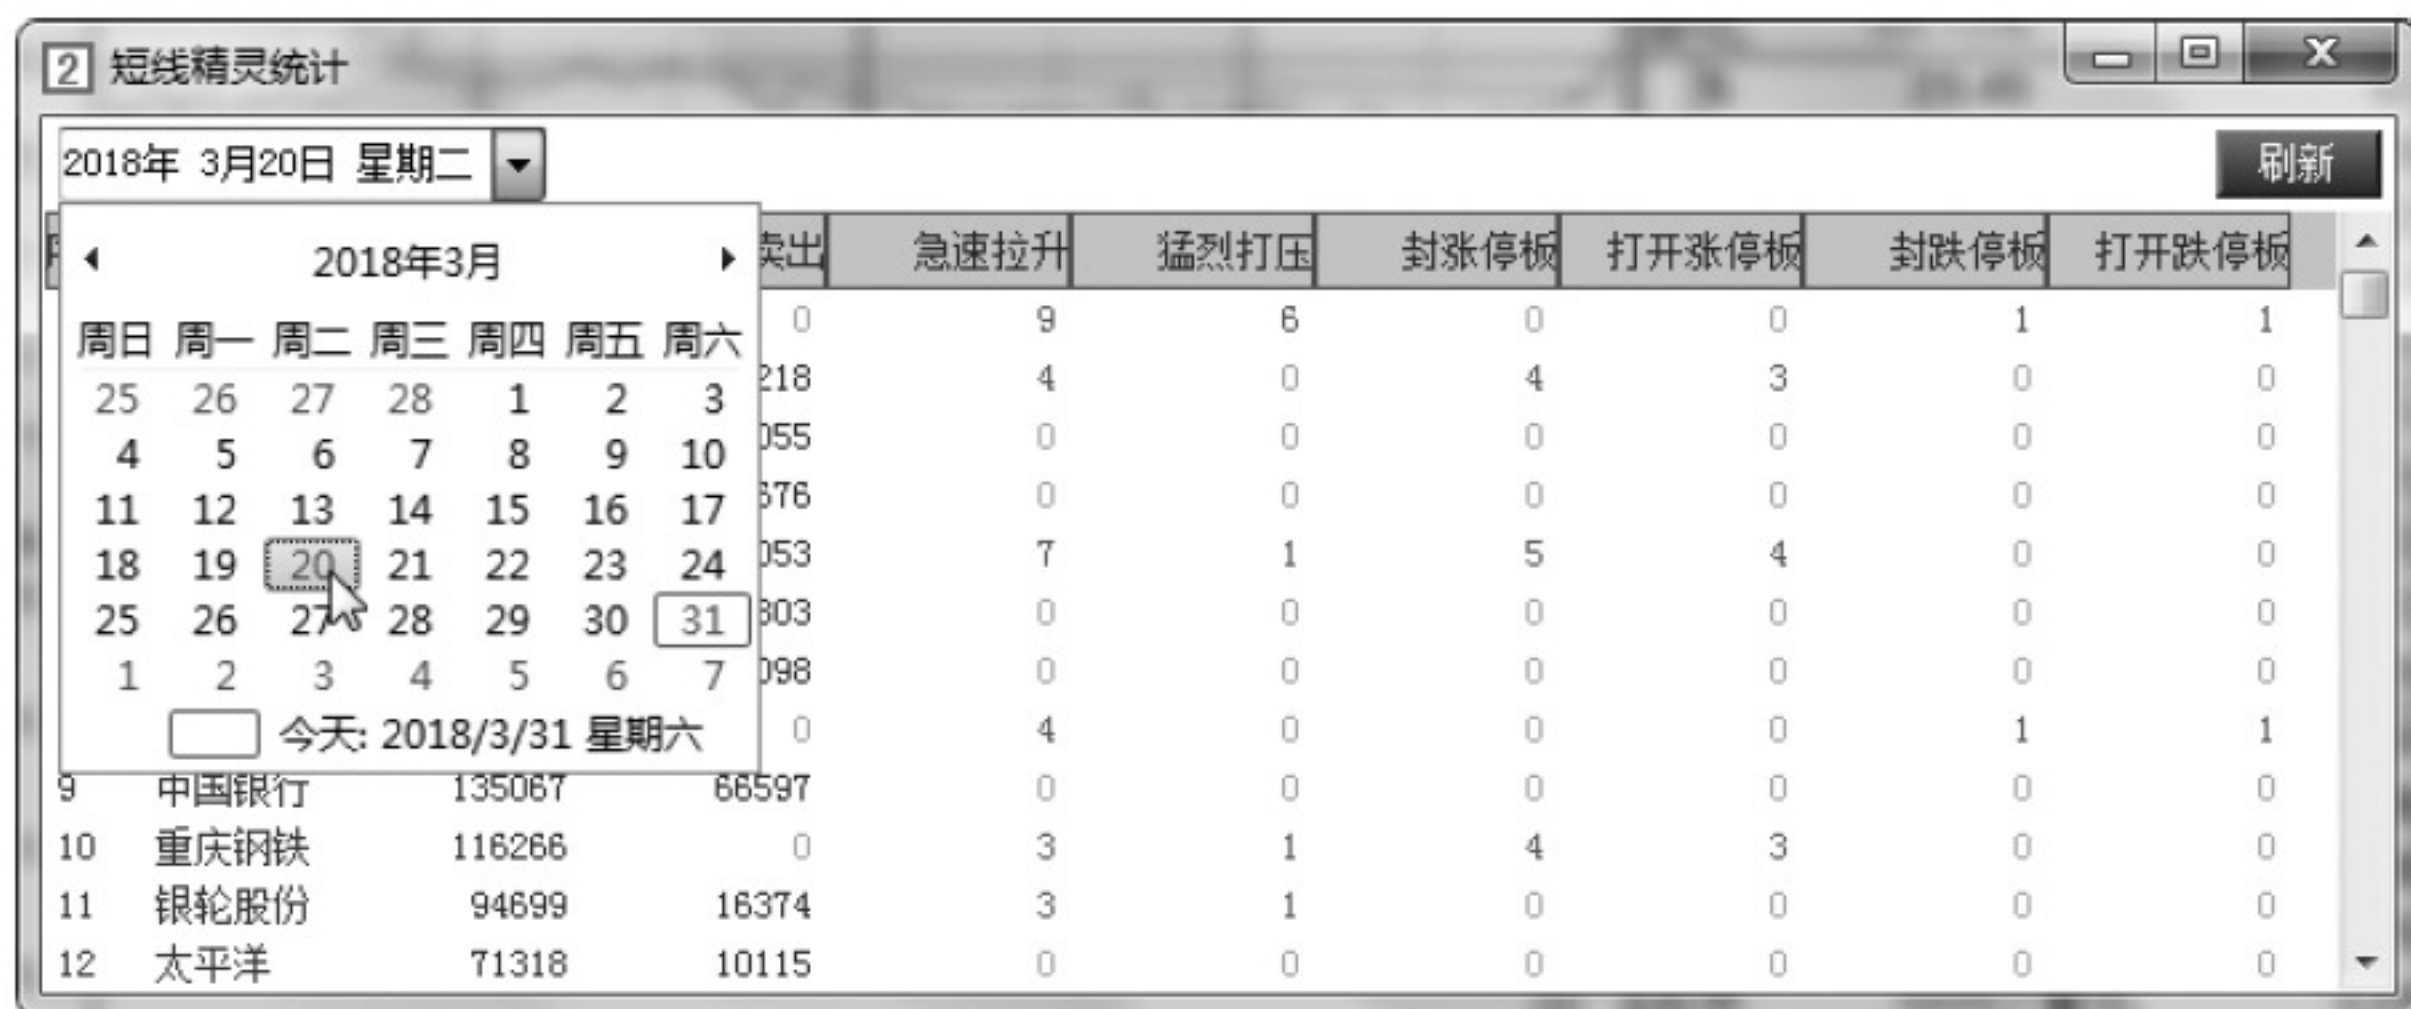 2 短线精灵统计
2018年 3月20日 星期二
刷新
2018年3月
卖出 急速拉升 猛烈打压 封涨停板 打开涨停板 封跌停板 打开跌停板
周日 周一 周二 周三 周四 周五 周六
25 26 27 28 1 2 3
4 5 6 7 8 9 10
11 12 13 14 15 16 17
18 19 20 21 22 23 24
25 26 27 28 29 30 31
1 2 3 4 5 6 7
今天: 2018/3/31 星期六
0 9 6 0 0 1 1
218 4 0 4 3 0 0
055 0 0 0 0 0 0
676 0 0 0 0 0 0
053 7 1 5 4 0 0
303 0 0 0 0 0 0
098 0 0 0 0 0 0
0 4 0 0 0 1 1
9 中国银行 135067 66597 0 0 0 0 0 0
10 重庆钢铁 116266 0 3 1 4 3 0 0
11 银轮股份 94699 16374 3 1 0 0 0 0
12 太平洋 71318 10115 0 0 0 0 0 0